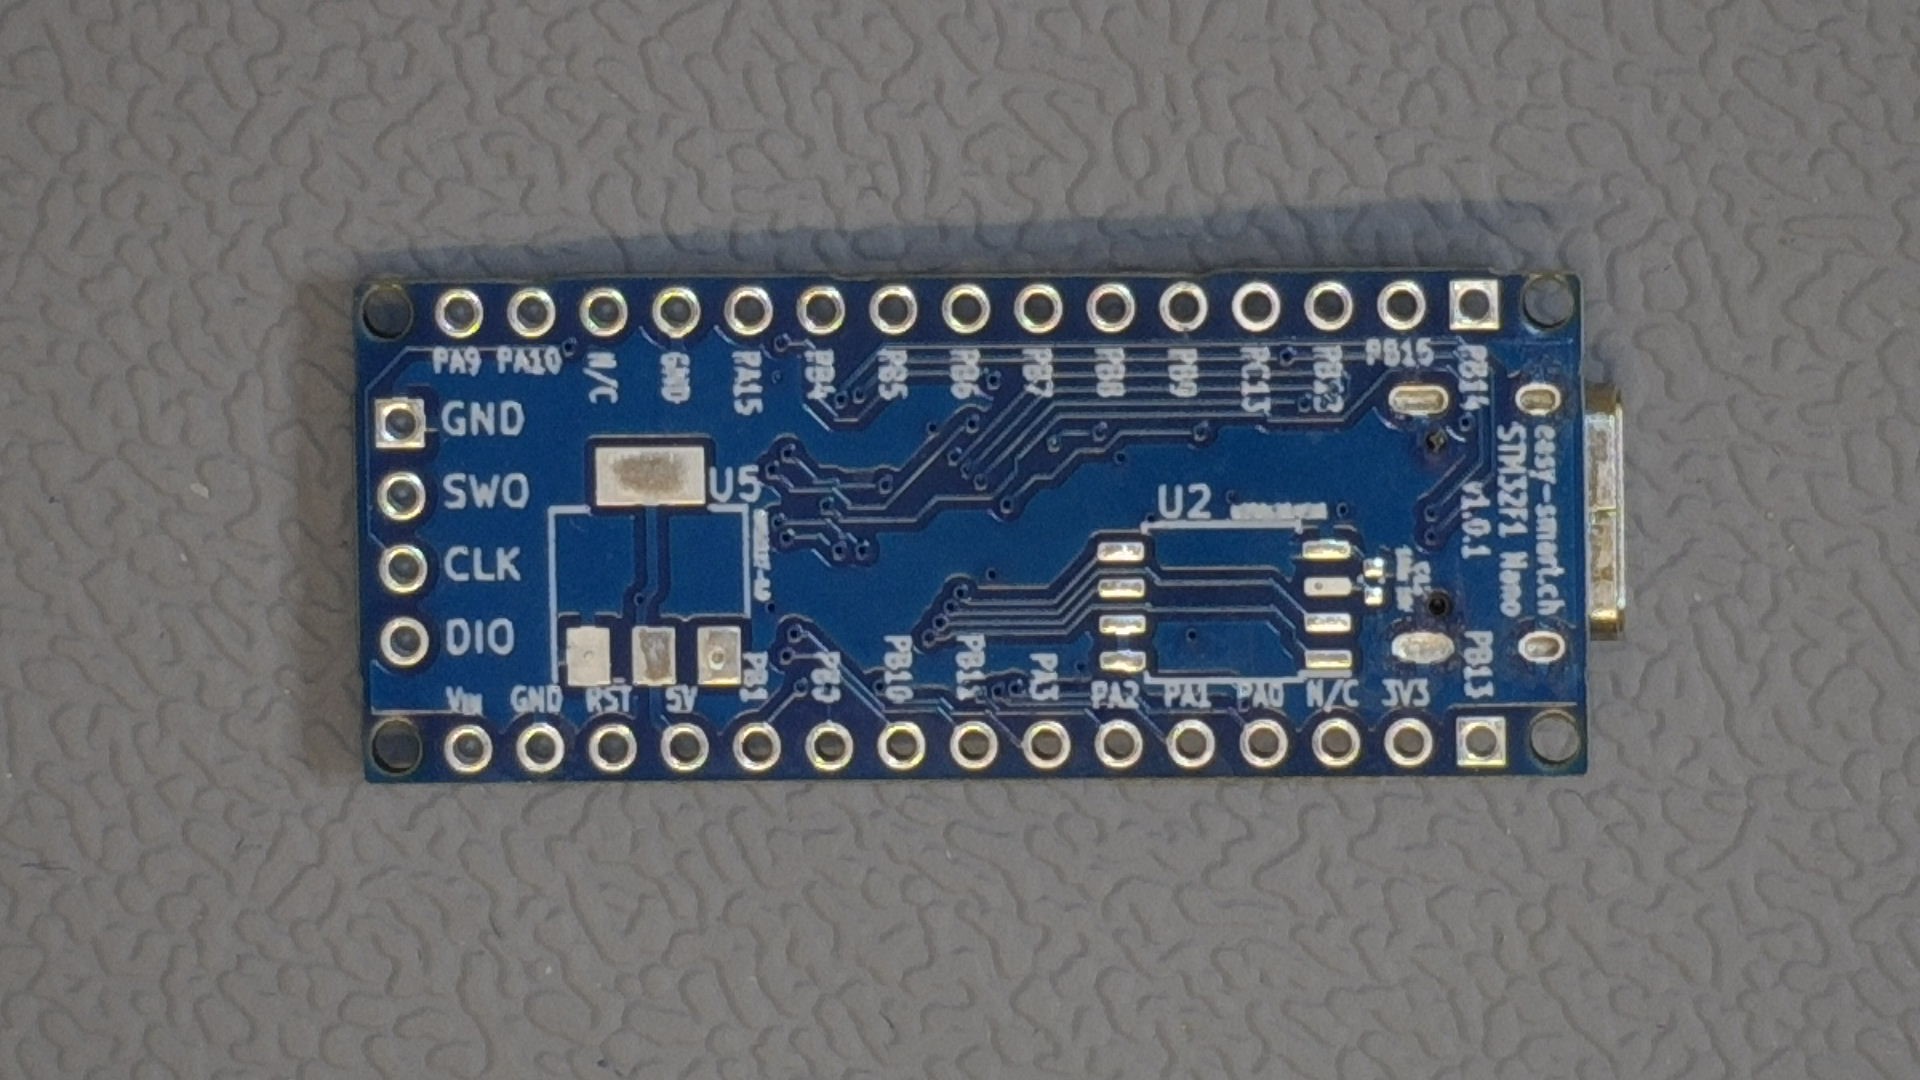 PA9 PA10 N/C GND PA15 PB4 PB5 PB6 PB7 PB8 PB9 PC13 PB12 PB15 PB14
GND
SWO
CLK
DIO
U5
U2
easy-smart.ch
STM32F1 Nano
v1.0.1
VIN GND RST 5V PB1 PB10 PB11 PA3 PA2 PA1 PA0 N/C 3V3 PB13